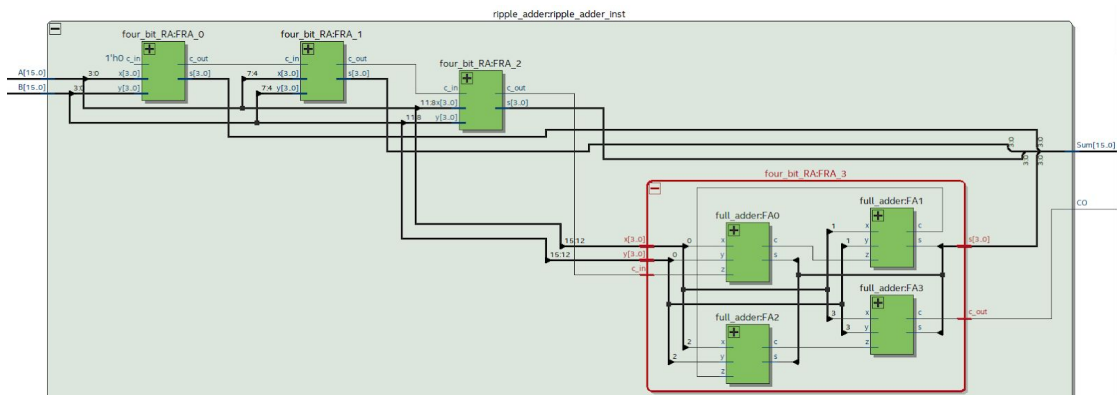 ripple_adder:ripple_adder_inst
four_bit_RA:FRA_0
1'h0 c_in c_out
3:0 x[3..0] s[3..0]
3:0 y[3..0]
four_bit_RA:FRA_1
c_in c_out
7:4 x[3..0] s[3..0]
7:4 y[3..0]
four_bit_RA:FRA_2
c_in c_out
11:8 x[3..0] s[3..0]
11:8 y[3..0]
A[15..0]
B[15..0]
3:0
3:0
3:0
3:0
Sum[15..0]
CO
four_bit_RA:FRA_3
15:12 x[3..0]
15:12 y[3..0]
c_in
s[3..0]
c_out
full_adder:FA0
0 x c
0 y s
z
full_adder:FA1
1 x c
1 y s
z
full_adder:FA2
2 x c
2 y s
z
full_adder:FA3
3 x c
3 y s
z